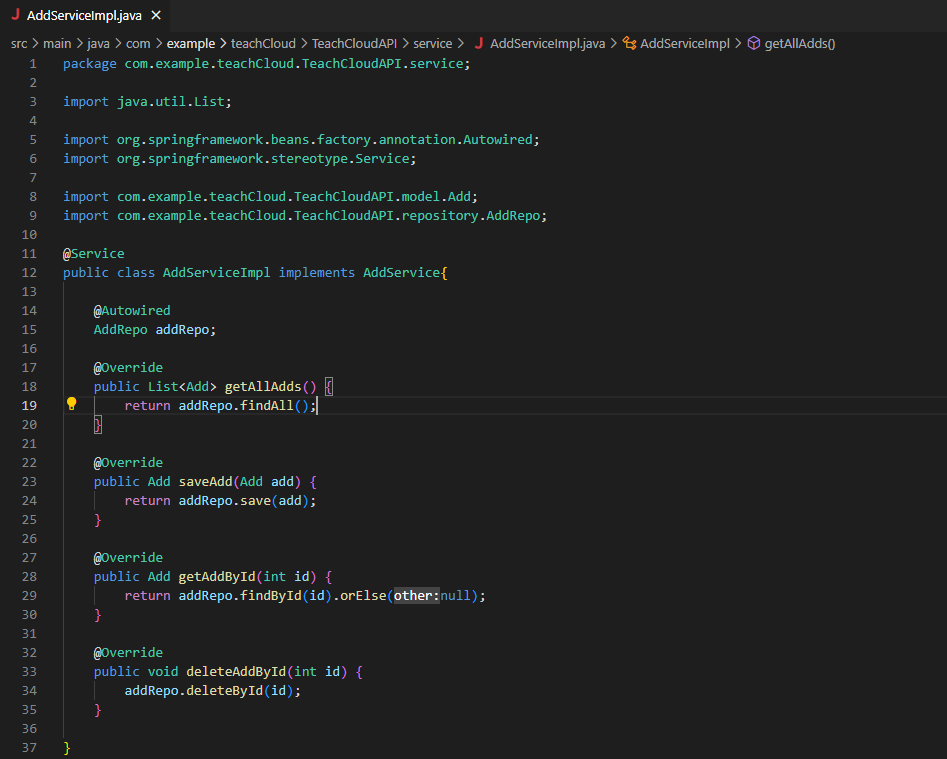 AddServiceImpl.java ×
src > main > java > com > example > teachCloud > TeachCloudAPI > service > J AddServiceImpl.java > AddServiceImpl > getAllAdds()
1 package com.example.teachCloud.TeachCloudAPI.service;
2
3 import java.util.List;
4
5 import org.springframework.beans.factory.annotation.Autowired;
6 import org.springframework.stereotype.Service;
7
8 import com.example.teachCloud.TeachCloudAPI.model.Add;
9 import com.example.teachCloud.TeachCloudAPI.repository.AddRepo;
10
11 @Service
12 public class AddServiceImpl implements AddService{
13
14     @Autowired
15     AddRepo addRepo;
16
17     @Override
18     public List<Add> getAllAdds() {
19         return addRepo.findAll();
20     }
21
22     @Override
23     public Add saveAdd(Add add) {
24         return addRepo.save(add);
25     }
26
27     @Override
28     public Add getAddById(int id) {
29         return addRepo.findById(id).orElse(other:null);
30     }
31
32     @Override
33     public void deleteAddById(int id) {
34         addRepo.deleteById(id);
35     }
36
37 }